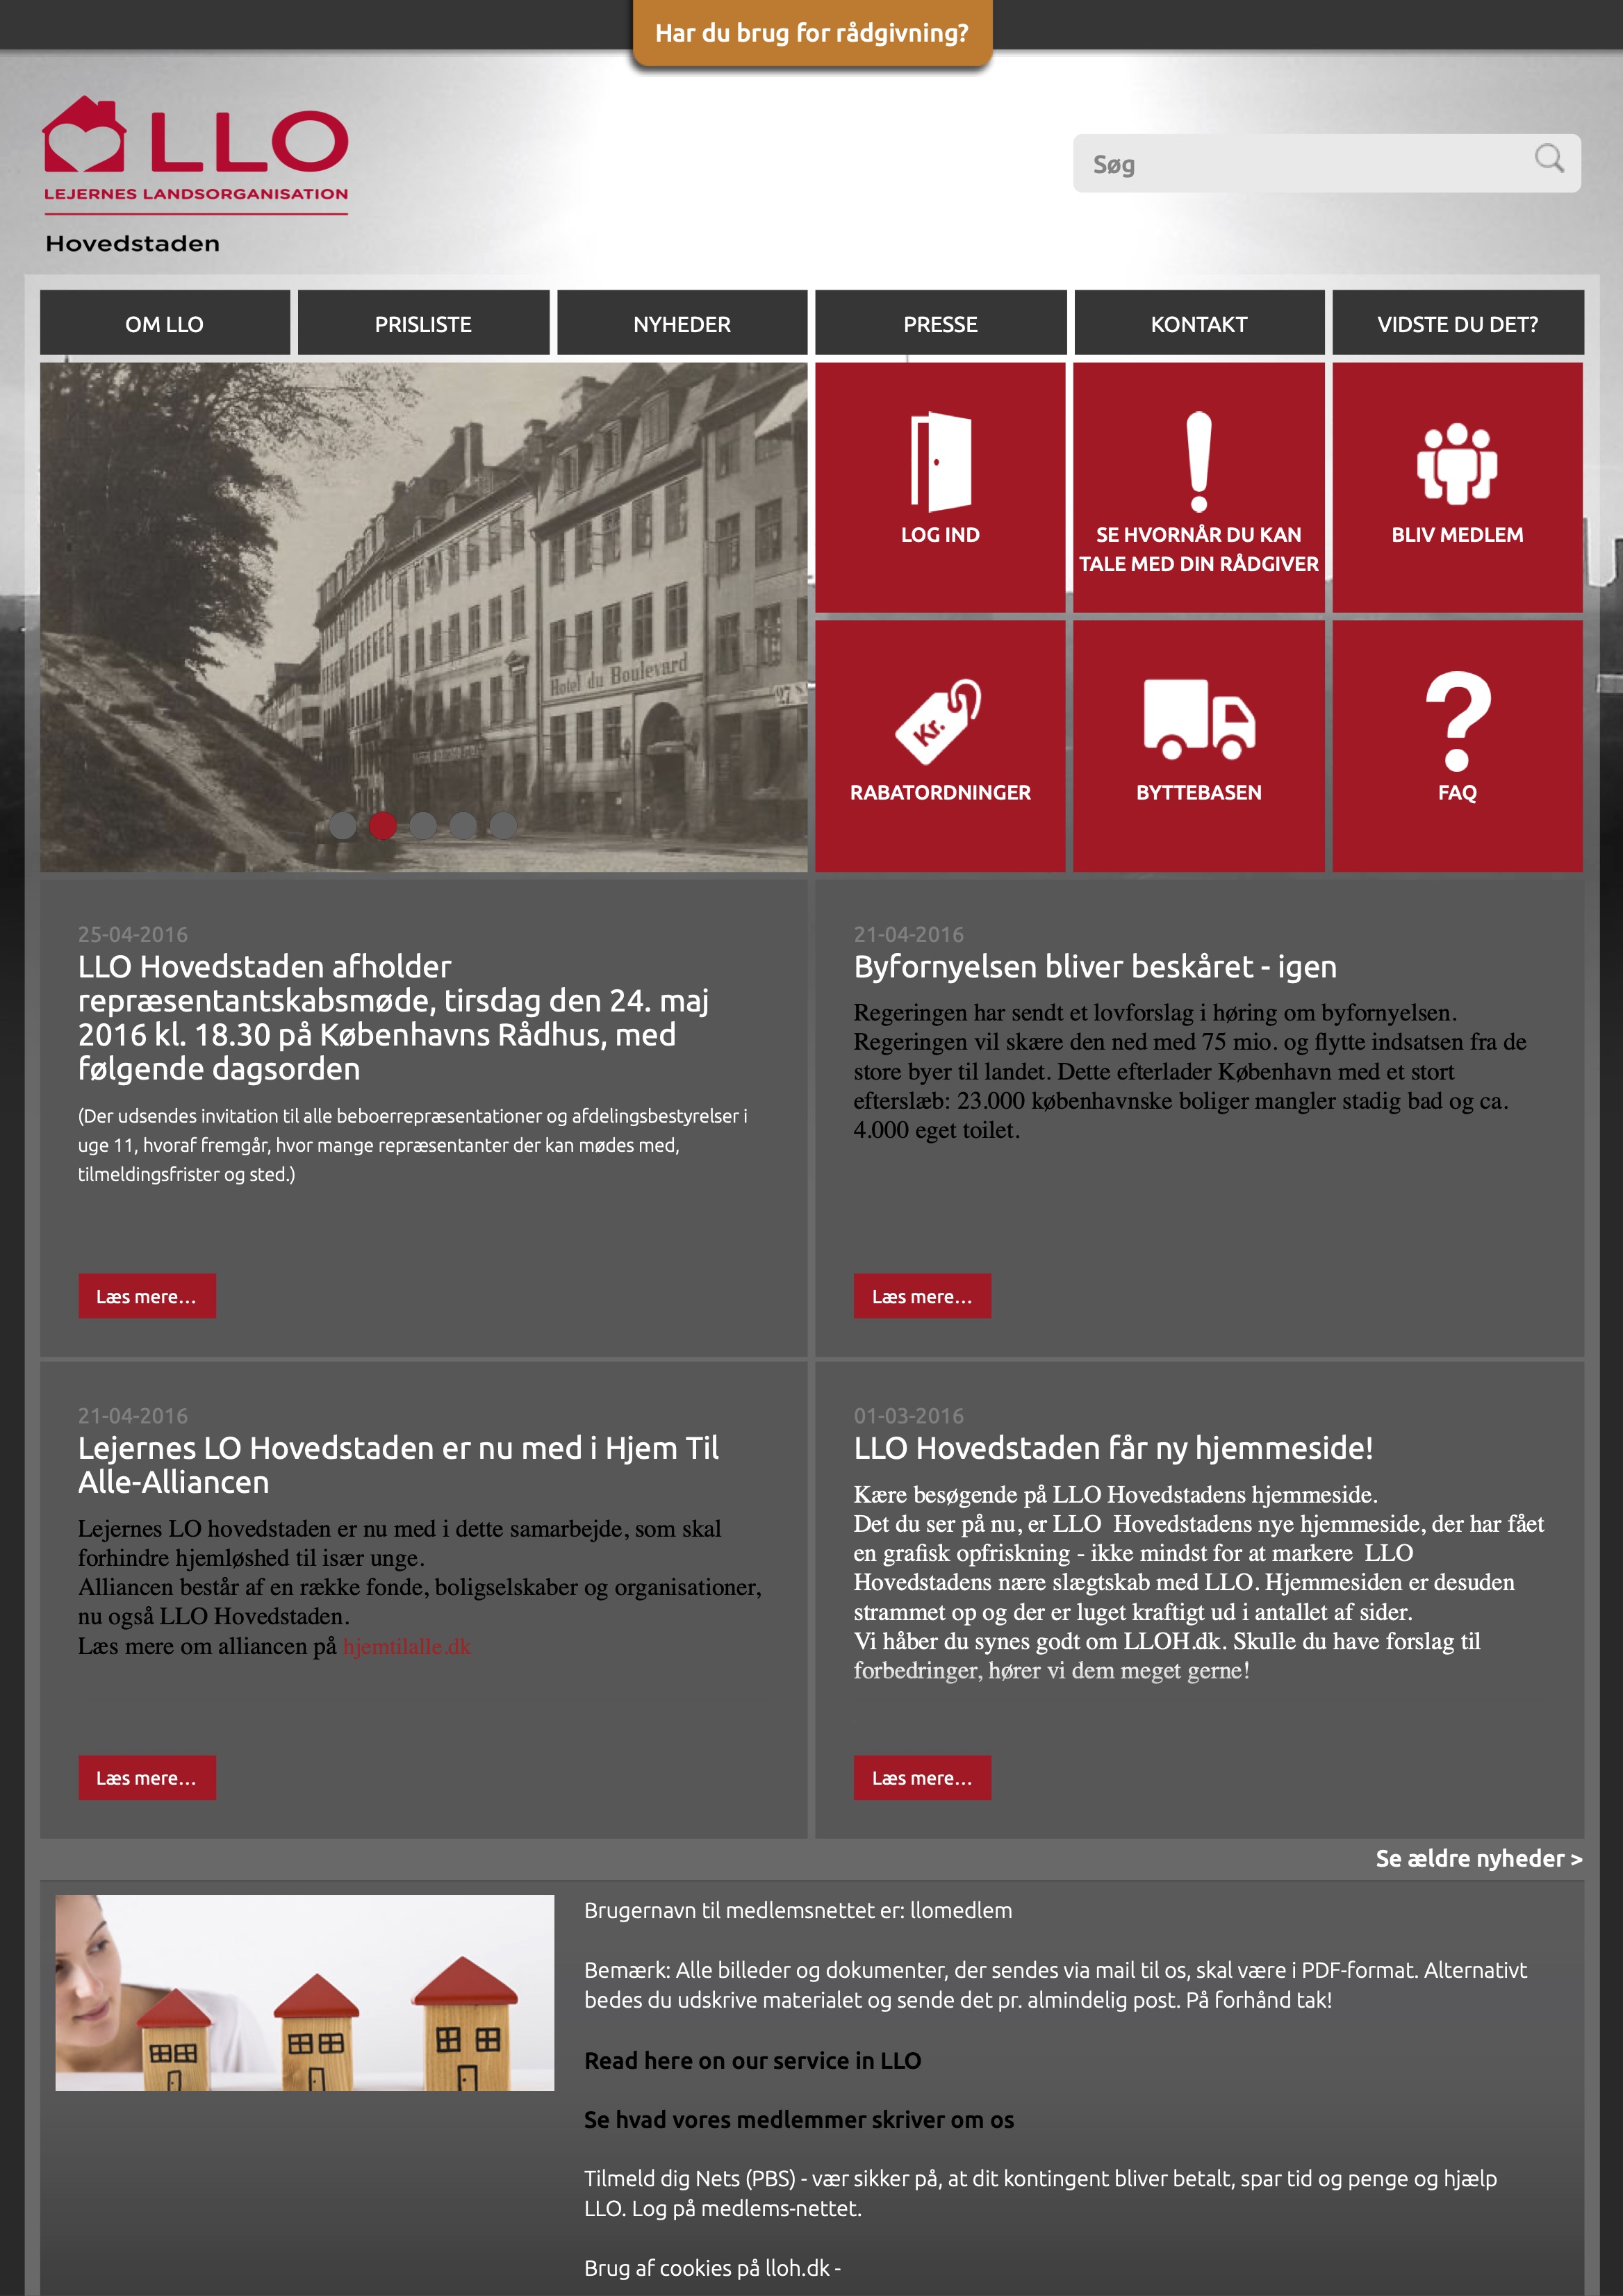 Har du brug for rådgivning?
LLO
LEJERNES LANDSORGANISATION
Hovedstaden
Søg
OM LLO
PRISLISTE
NYHEDER
PRESSE
KONTAKT
VIDSTE DU DET?
Hotel du Boulevard
97
LOG IND
SE HVORNÅR DU KAN
TALE MED DIN RÅDGIVER
BLIV MEDLEM
Kr.
RABATORDNINGER
BYTTEBASEN
FAQ
25-04-2016
LLO Hovedstaden afholder
repræsentantskabsmøde, tirsdag den 24. maj
2016 kl. 18.30 på Københavns Rådhus, med
følgende dagsorden
(Der udsendes invitation til alle beboerrepræsentationer og afdelingsbestyrelser i
uge 11, hvoraf fremgår, hvor mange repræsentanter der kan mødes med,
tilmeldingsfrister og sted.)
Læs mere...
21-04-2016
Byfornyelsen bliver beskåret - igen
Regeringen har sendt et lovforslag i høring om byfornyelsen.
Regeringen vil skære den ned med 75 mio. og flytte indsatsen fra de
store byer til landet. Dette efterlader København med et stort
efterslæb: 23.000 københavnske boliger mangler stadig bad og ca.
4.000 eget toilet.
Læs mere...
21-04-2016
Lejernes LO Hovedstaden er nu med i Hjem Til
Alle-Alliancen
Lejernes LO hovedstaden er nu med i dette samarbejde, som skal
forhindre hjemløshed til især unge.
Alliancen består af en række fonde, boligselskaber og organisationer,
nu også LLO Hovedstaden.
Læs mere om alliancen på hjemtilalle.dk
Læs mere...
01-03-2016
LLO Hovedstaden får ny hjemmeside!
Kære besøgende på LLO Hovedstadens hjemmeside.
Det du ser på nu, er LLO  Hovedstadens nye hjemmeside, der har fået
en grafisk opfriskning - ikke mindst for at markere  LLO
Hovedstadens nære slægtskab med LLO. Hjemmesiden er desuden
strammet op og der er luget kraftigt ud i antallet af sider.
Vi håber du synes godt om LLOH.dk. Skulle du have forslag til
forbedringer, hører vi dem meget gerne!
Læs mere...
Se ældre nyheder >
Brugernavn til medlemsnettet er: llomedlem
Bemærk: Alle billeder og dokumenter, der sendes via mail til os, skal være i PDF-format. Alternativt
bedes du udskrive materialet og sende det pr. almindelig post. På forhånd tak!
Read here on our service in LLO
Se hvad vores medlemmer skriver om os
Tilmeld dig Nets (PBS) - vær sikker på, at dit kontingent bliver betalt, spar tid og penge og hjælp
LLO. Log på medlems-nettet.
Brug af cookies på lloh.dk -